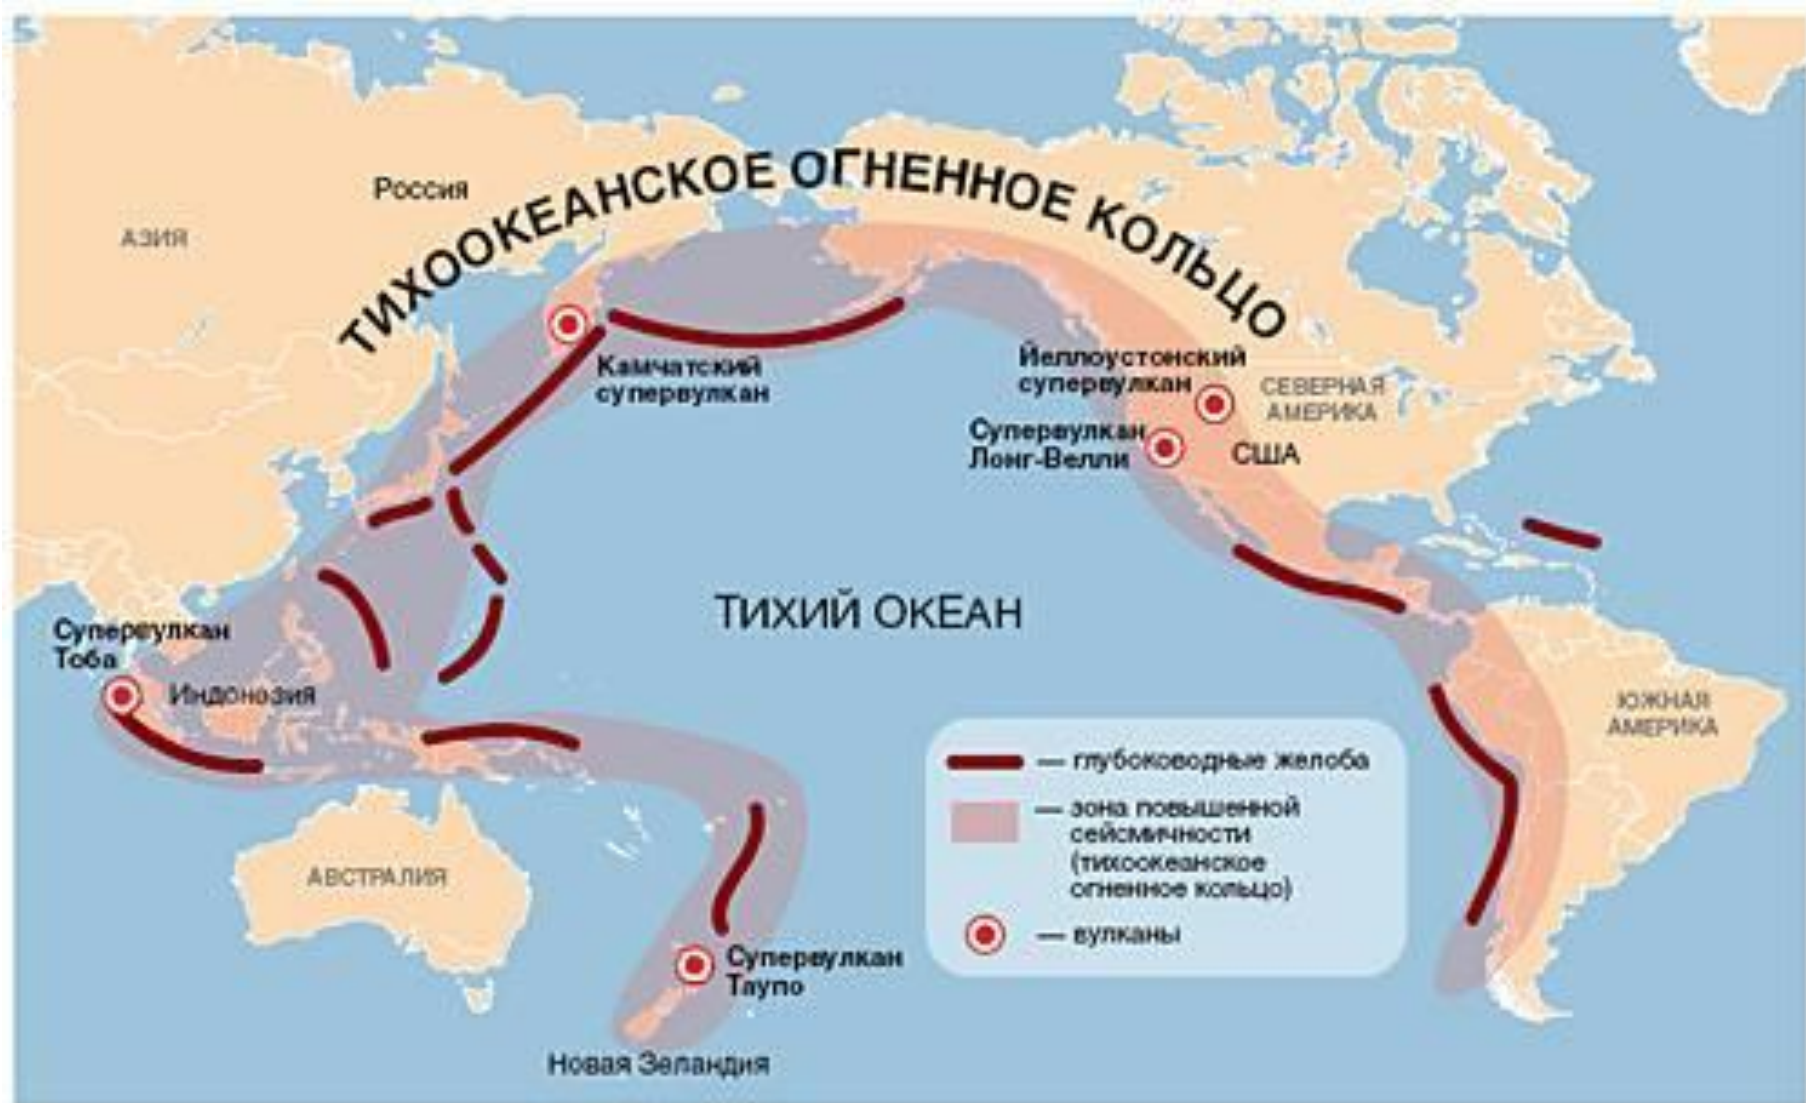 ТИХООКЕАНСКОЕ ОГНЕННОЕ КОЛЬЦО
Россия
АЗИЯ
Камчатский
супервулкан
Йеллоустонский
супервулкан
СЕВЕРНАЯ
АМЕРИКА
Супервулкан
Лонг-Велли
США
ТИХИЙ ОКЕАН
Супервулкан
Тоба
Индонозия
ЮЖНАЯ
АМЕРИКА
АВСТРАЛИЯ
— глубоководные желоба
— зона повышенной
сейсмичности
(тихоокеанское
огненное кольцо)
— вулканы
Супервулкан
Таупо
Новая Зеландия